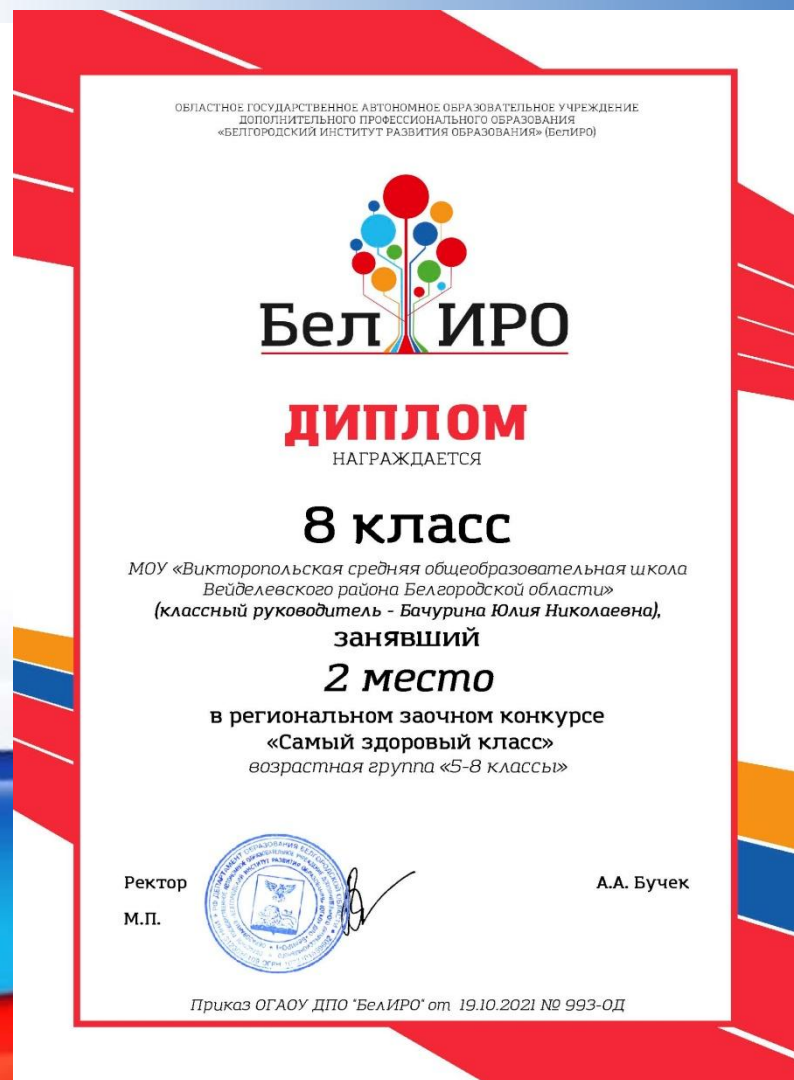 ОБЛАСТНОЕ ГОСУДАРСТВЕННОЕ АВТОНОМНОЕ ОБРАЗОВАТЕЛЬНОЕ УЧРЕЖДЕНИЕ
ДОПОЛНИТЕЛЬНОГО ПРОФЕССИОНАЛЬНОГО ОБРАЗОВАНИЯ
«БЕЛГОРОДСКИЙ ИНСТИТУТ РАЗВИТИЯ ОБРАЗОВАНИЯ» (БелИРО)
Бел ИРО
ДИПЛОМ
НАГРАЖДАЕТСЯ
8 класс
МОУ «Викторопольская средняя общеобразовательная школа
Вейделевского района Белгородской области»
(классный руководитель - Бачурина Юлия Николаевна),
занявший
2 место
в региональном заочном конкурсе
«Самый здоровый класс»
возрастная группа «5-8 классы»
Ректор
А.А. Бучек
М.П.
Приказ ОГАОУ ДПО "БелИРО" от 19.10.2021 № 993-ОД